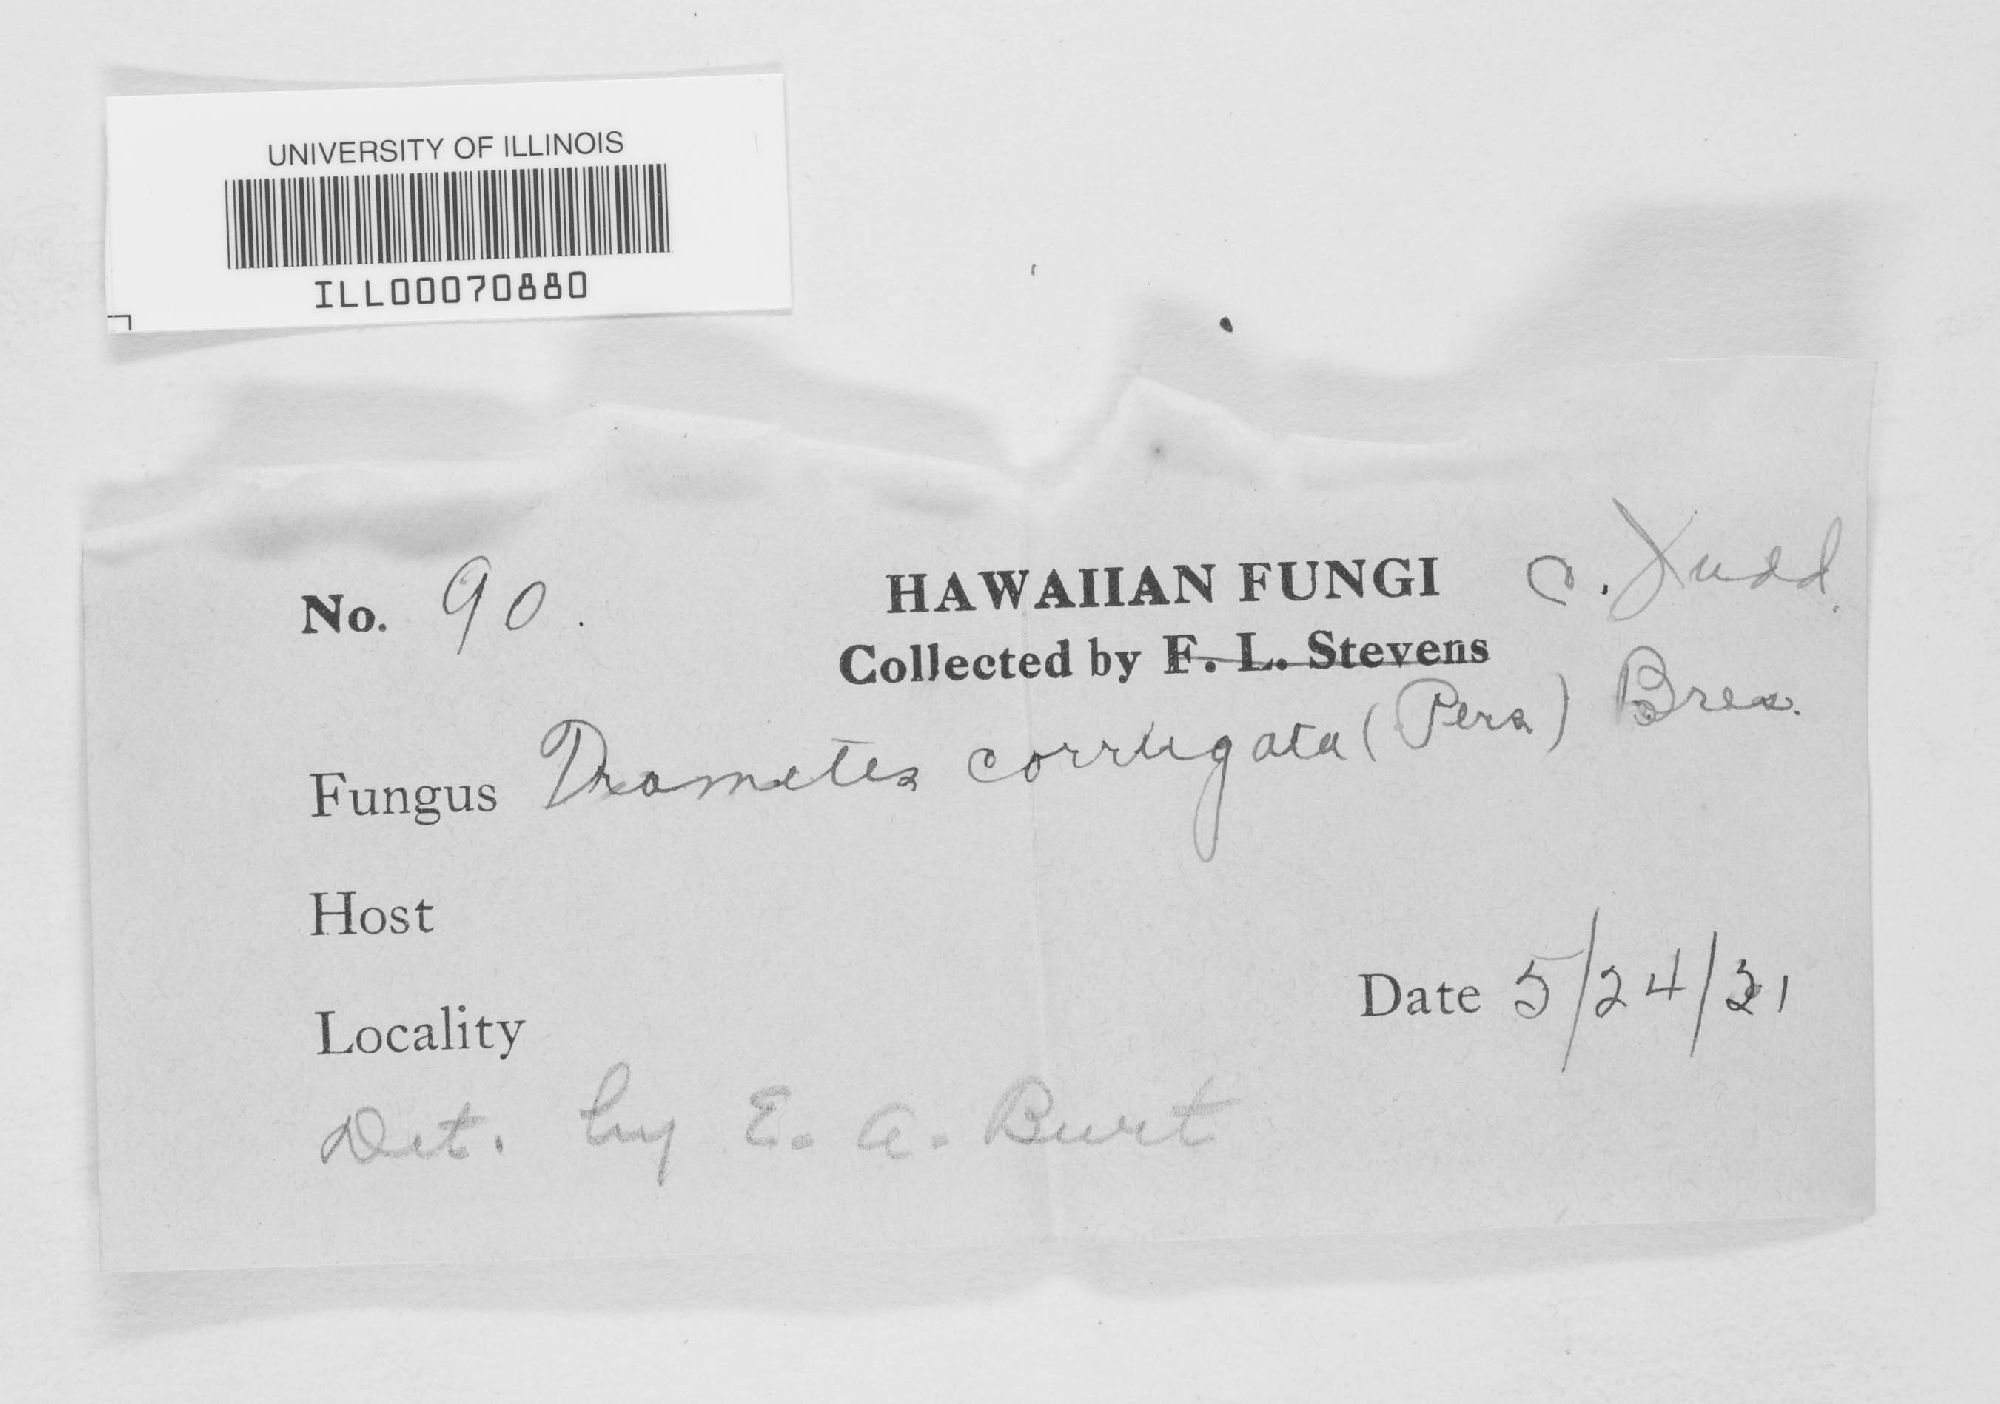 UNIVERSITY OF ILLINOIS
ILL00070880
No. 90.
HAWAIIAN FUNGI C. Judd.
Collected by F. L. Stevens
Fungus Trametes corrugata (Pers) Bres.
Host
Locality
Date 5/24/21
Det. by E. A. Burt